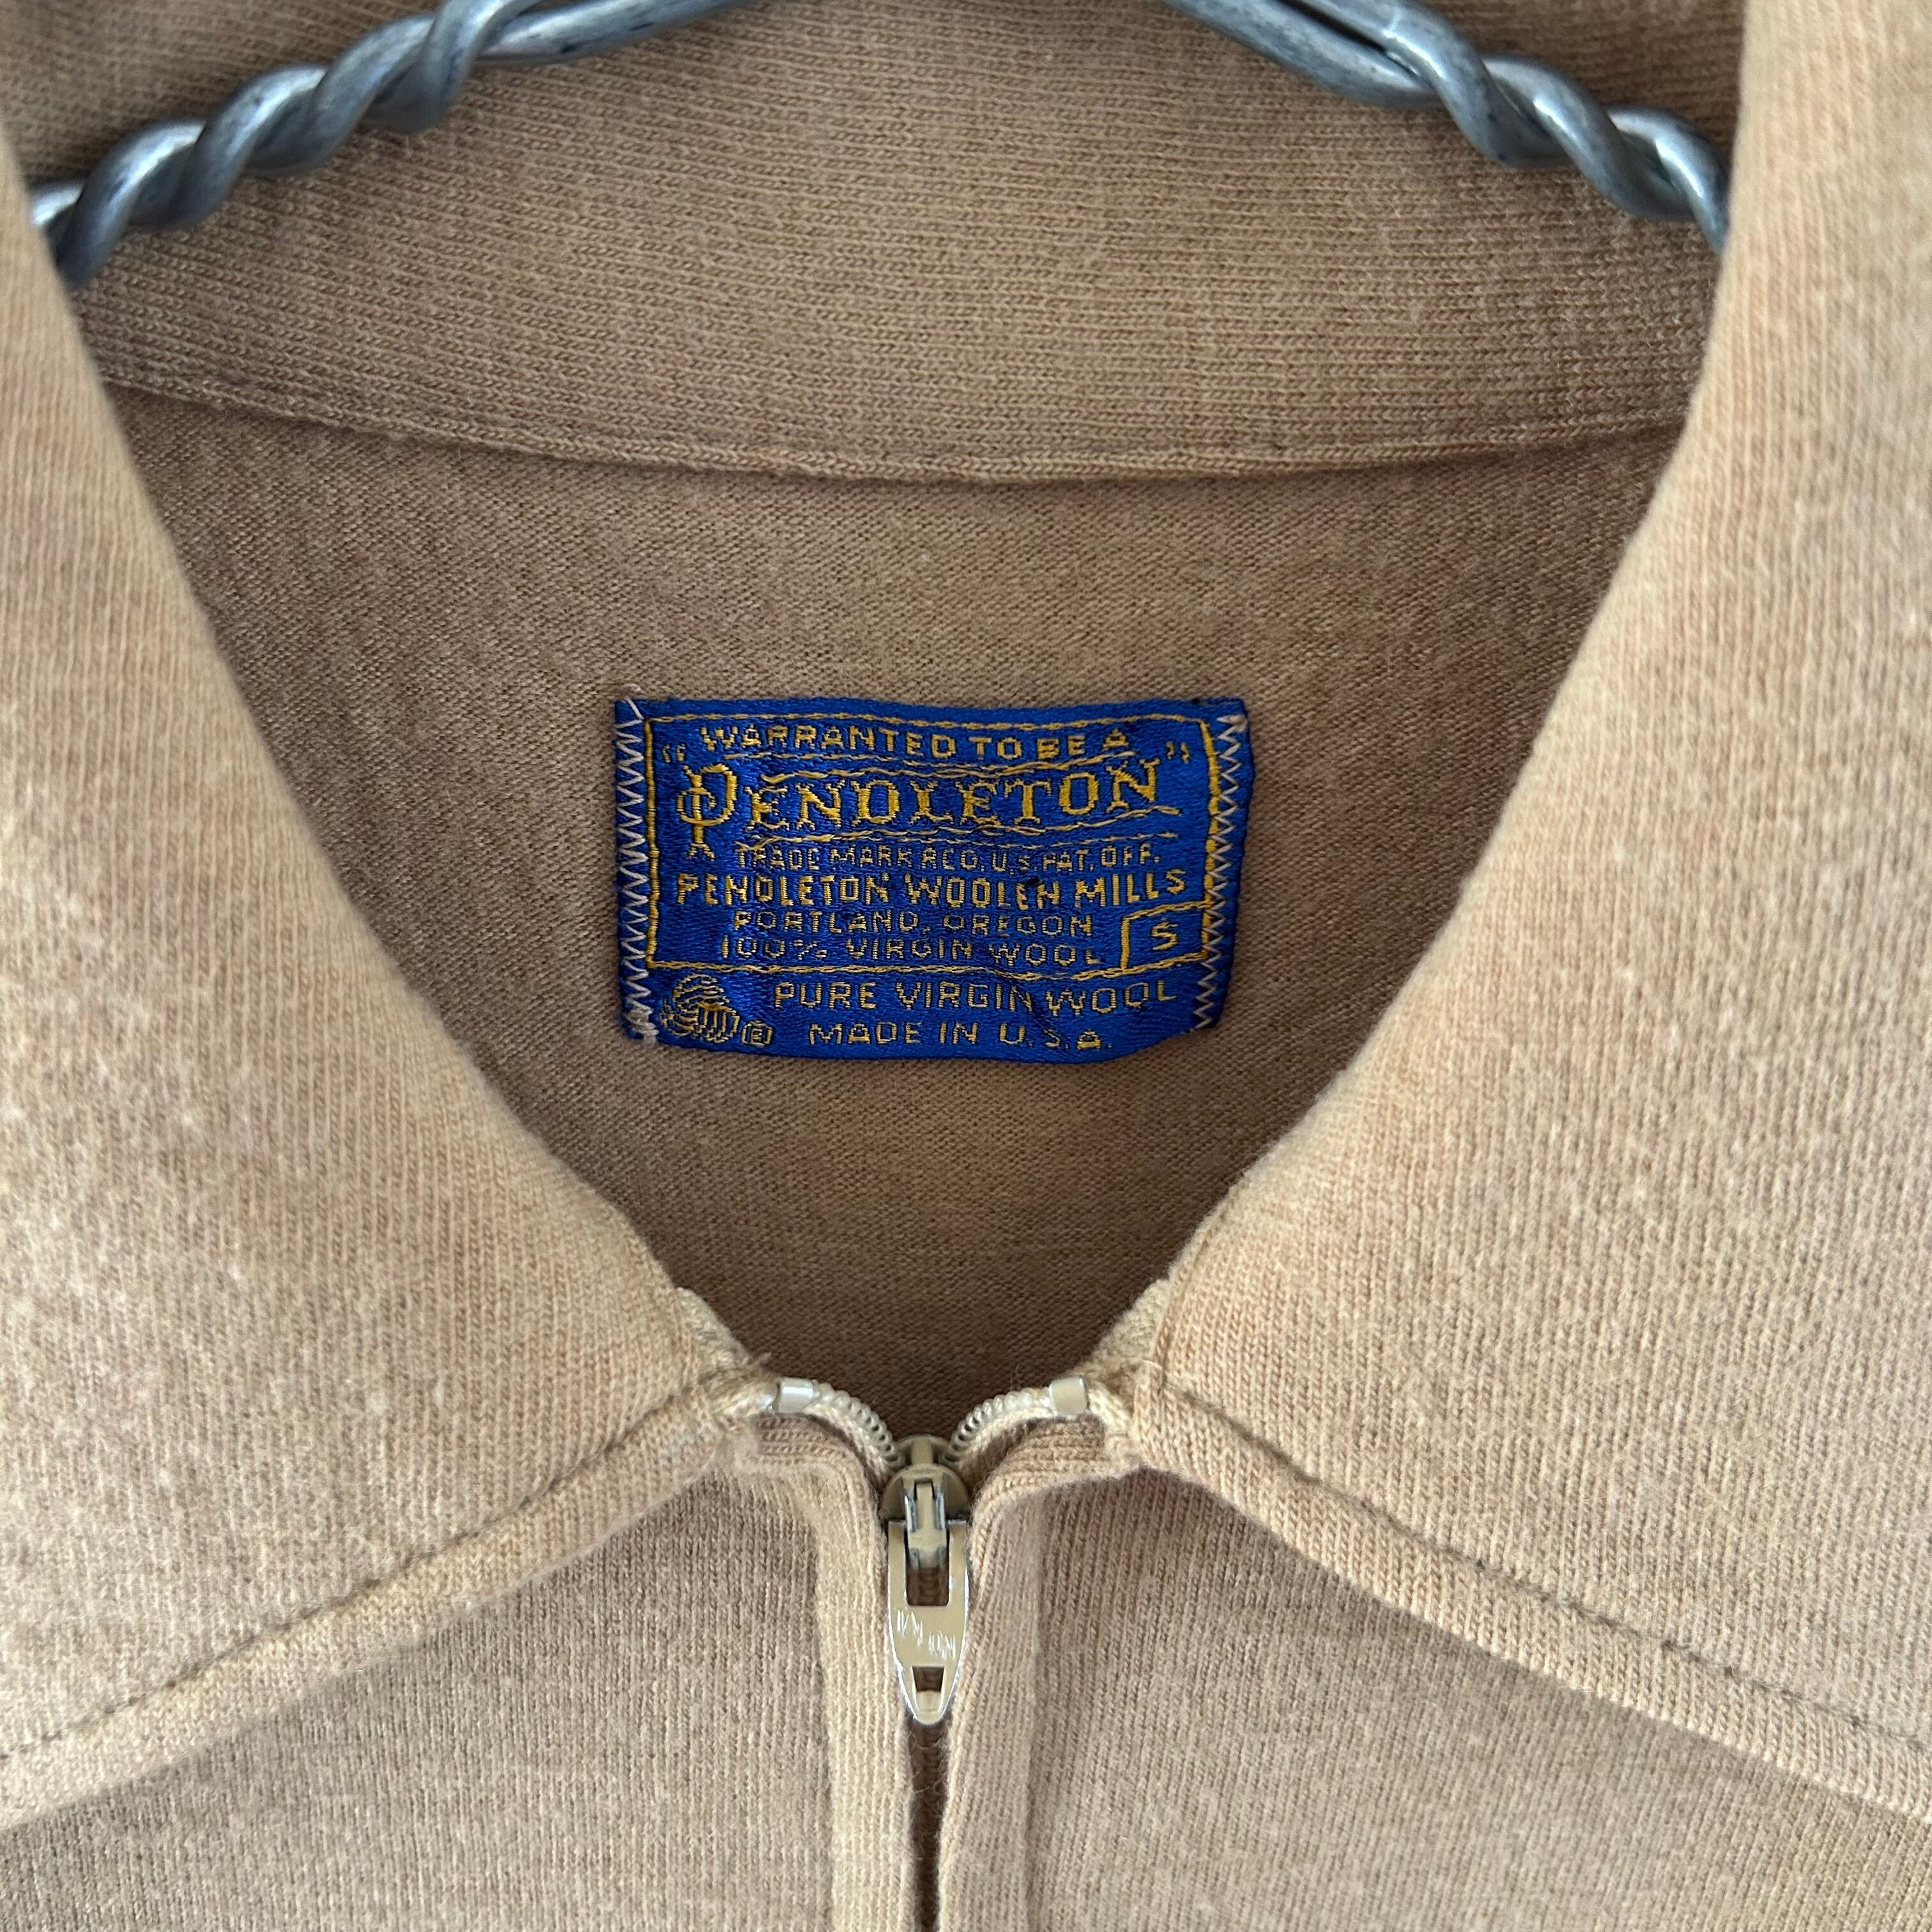 "WARRANTED TO BE A"
PENDLETON
TRADE MARK REG. U.S. PAT. OFF.
PENDLETON WOOLEN MILLS
PORTLAND, OREGON
100% VIRGIN WOOL
S
PURE VIRGIN WOOL
R MADE IN U.S.A.
TALON